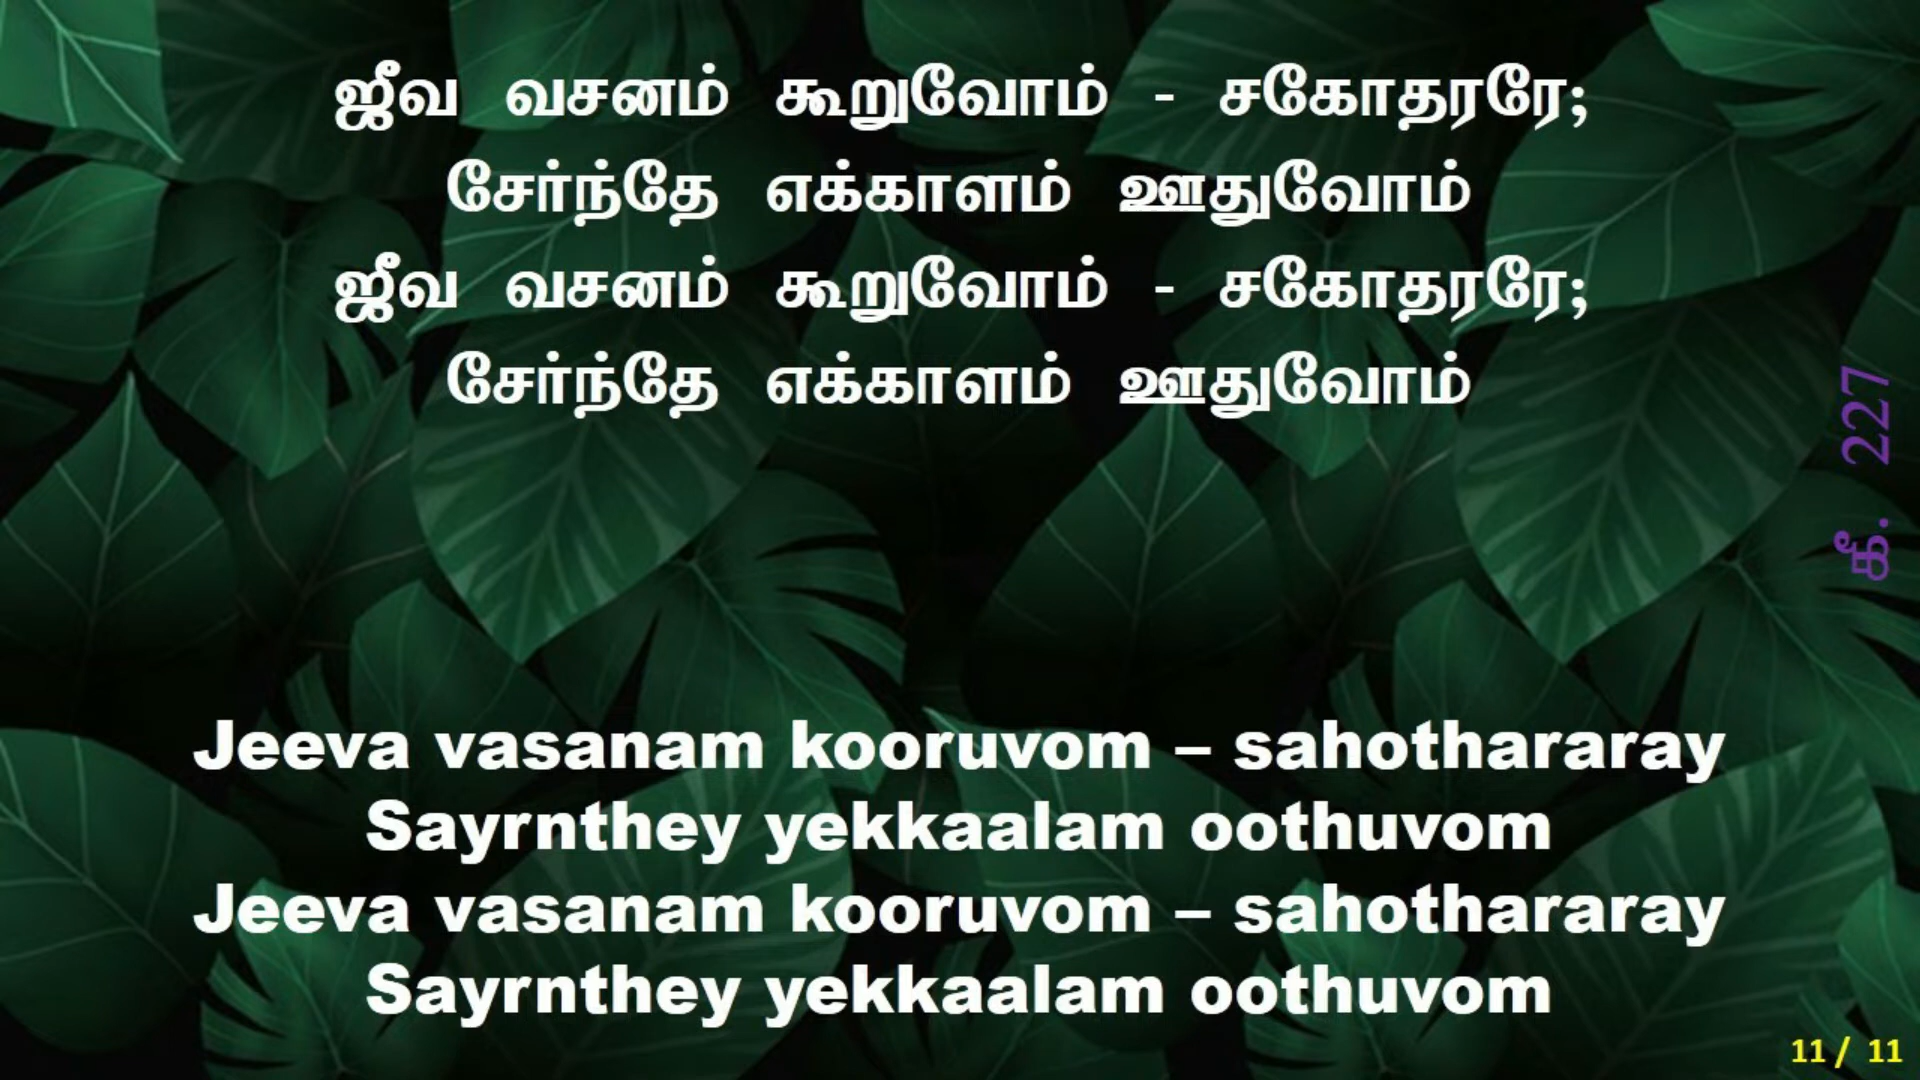 ஜீவ வசனம் கூறுவோம் - சகோதரரே;
சேர்ந்தே எக்காளம் ஊதுவோம்
ஜீவ வசனம் கூறுவோம் - சகோதரரே;
சேர்ந்தே எக்காளம் ஊதுவோம்
கீ. 227
Jeeva vasanam kooruvom – sahothararay
Sayrnthey yekkaalam oothuvom
Jeeva vasanam kooruvom – sahothararay
Sayrnthey yekkaalam oothuvom
11 / 11